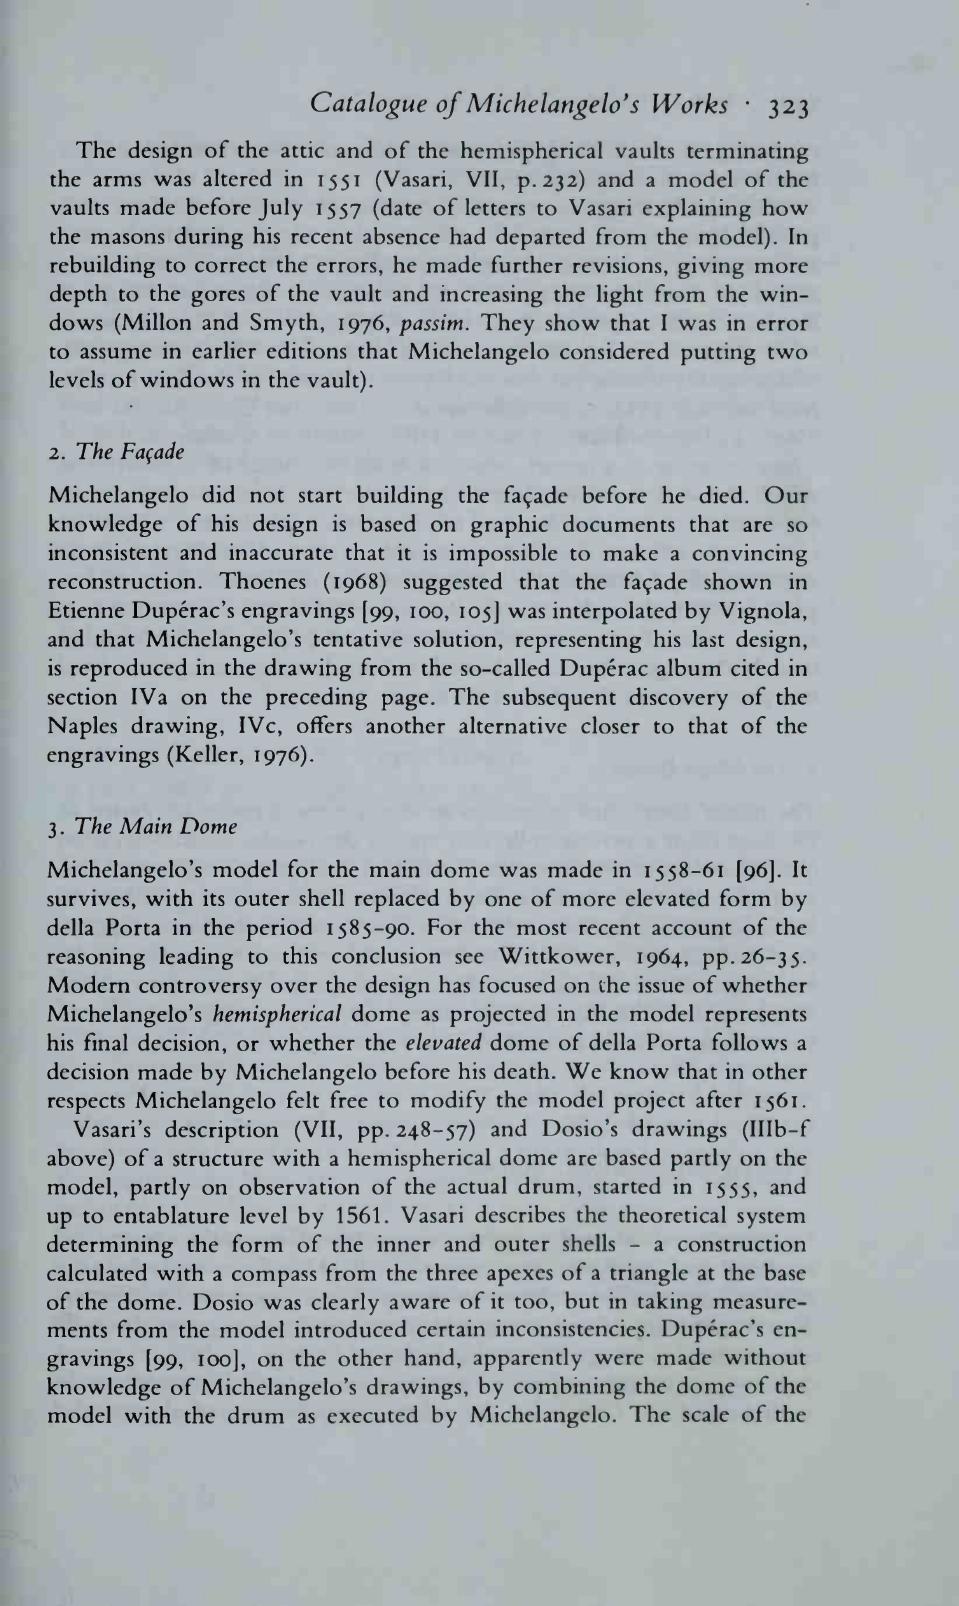 Catalogue of Michelangelo's Works · 323
The design of the attic and of the hemispherical vaults terminating
the arms was altered in 1551 (Vasari, VII, p. 232) and a model of the
vaults made before July 1557 (date of letters to Vasari explaining how
the masons during his recent absence had departed from the model). In
rebuilding to correct the errors, he made further revisions, giving more
depth to the gores of the vault and increasing the light from the win-
dows (Millon and Smyth, 1976, passim. They show that I was in error
to assume in earlier editions that Michelangelo considered putting two
levels of windows in the vault).
2. The Façade
Michelangelo did not start building the façade before he died. Our
knowledge of his design is based on graphic documents that are so
inconsistent and inaccurate that it is impossible to make a convincing
reconstruction. Thoenes (1968) suggested that the façade shown in
Etienne Dupérac's engravings [99, 100, 105] was interpolated by Vignola,
and that Michelangelo's tentative solution, representing his last design,
is reproduced in the drawing from the so-called Dupérac album cited in
section IVa on the preceding page. The subsequent discovery of the
Naples drawing, IVc, offers another alternative closer to that of the
engravings (Keller, 1976).
3. The Main Dome
Michelangelo's model for the main dome was made in 1558-61 [96]. It
survives, with its outer shell replaced by one of more elevated form by
della Porta in the period 1585-90. For the most recent account of the
reasoning leading to this conclusion see Wittkower, 1964, pp. 26-35.
Modern controversy over the design has focused on the issue of whether
Michelangelo's hemispherical dome as projected in the model represents
his final decision, or whether the elevated dome of della Porta follows a
decision made by Michelangelo before his death. We know that in other
respects Michelangelo felt free to modify the model project after 1561.
Vasari's description (VII, pp. 248-57) and Dosio's drawings (IIIb-f
above) of a structure with a hemispherical dome are based partly on the
model, partly on observation of the actual drum, started in 1555, and
up to entablature level by 1561. Vasari describes the theoretical system
determining the form of the inner and outer shells – a construction
calculated with a compass from the three apexes of a triangle at the base
of the dome. Dosio was clearly aware of it too, but in taking measure-
ments from the model introduced certain inconsistencies. Dupérac's en-
gravings [99, 100], on the other hand, apparently were made without
knowledge of Michelangelo's drawings, by combining the dome of the
model with the drum as executed by Michelangelo. The scale of the